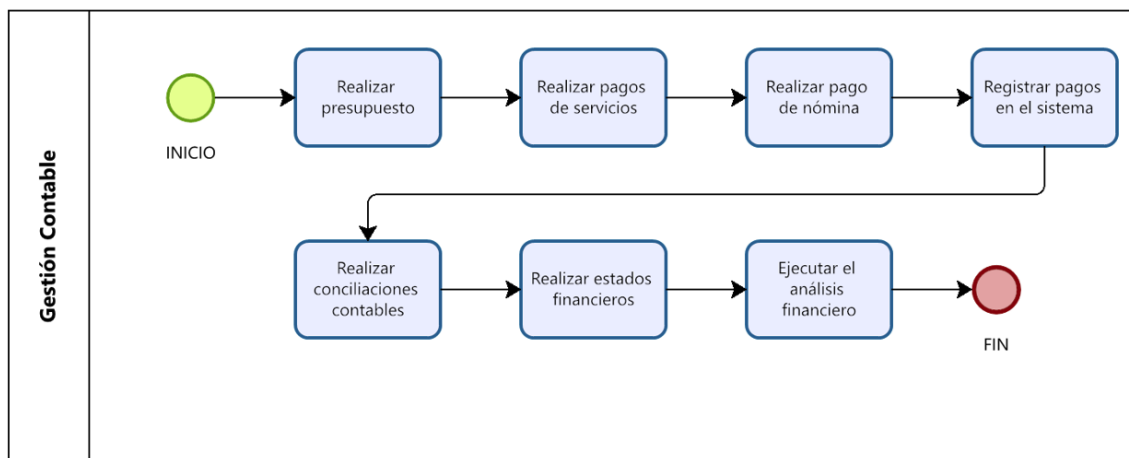 Gestión Contable
INICIO
Realizar
presupuesto
Realizar pagos
de servicios
Realizar pago
de nómina
Registrar pagos
en el sistema
Realizar
conciliaciones
contables
Realizar estados
financieros
Ejecutar el
análisis
financiero
FIN